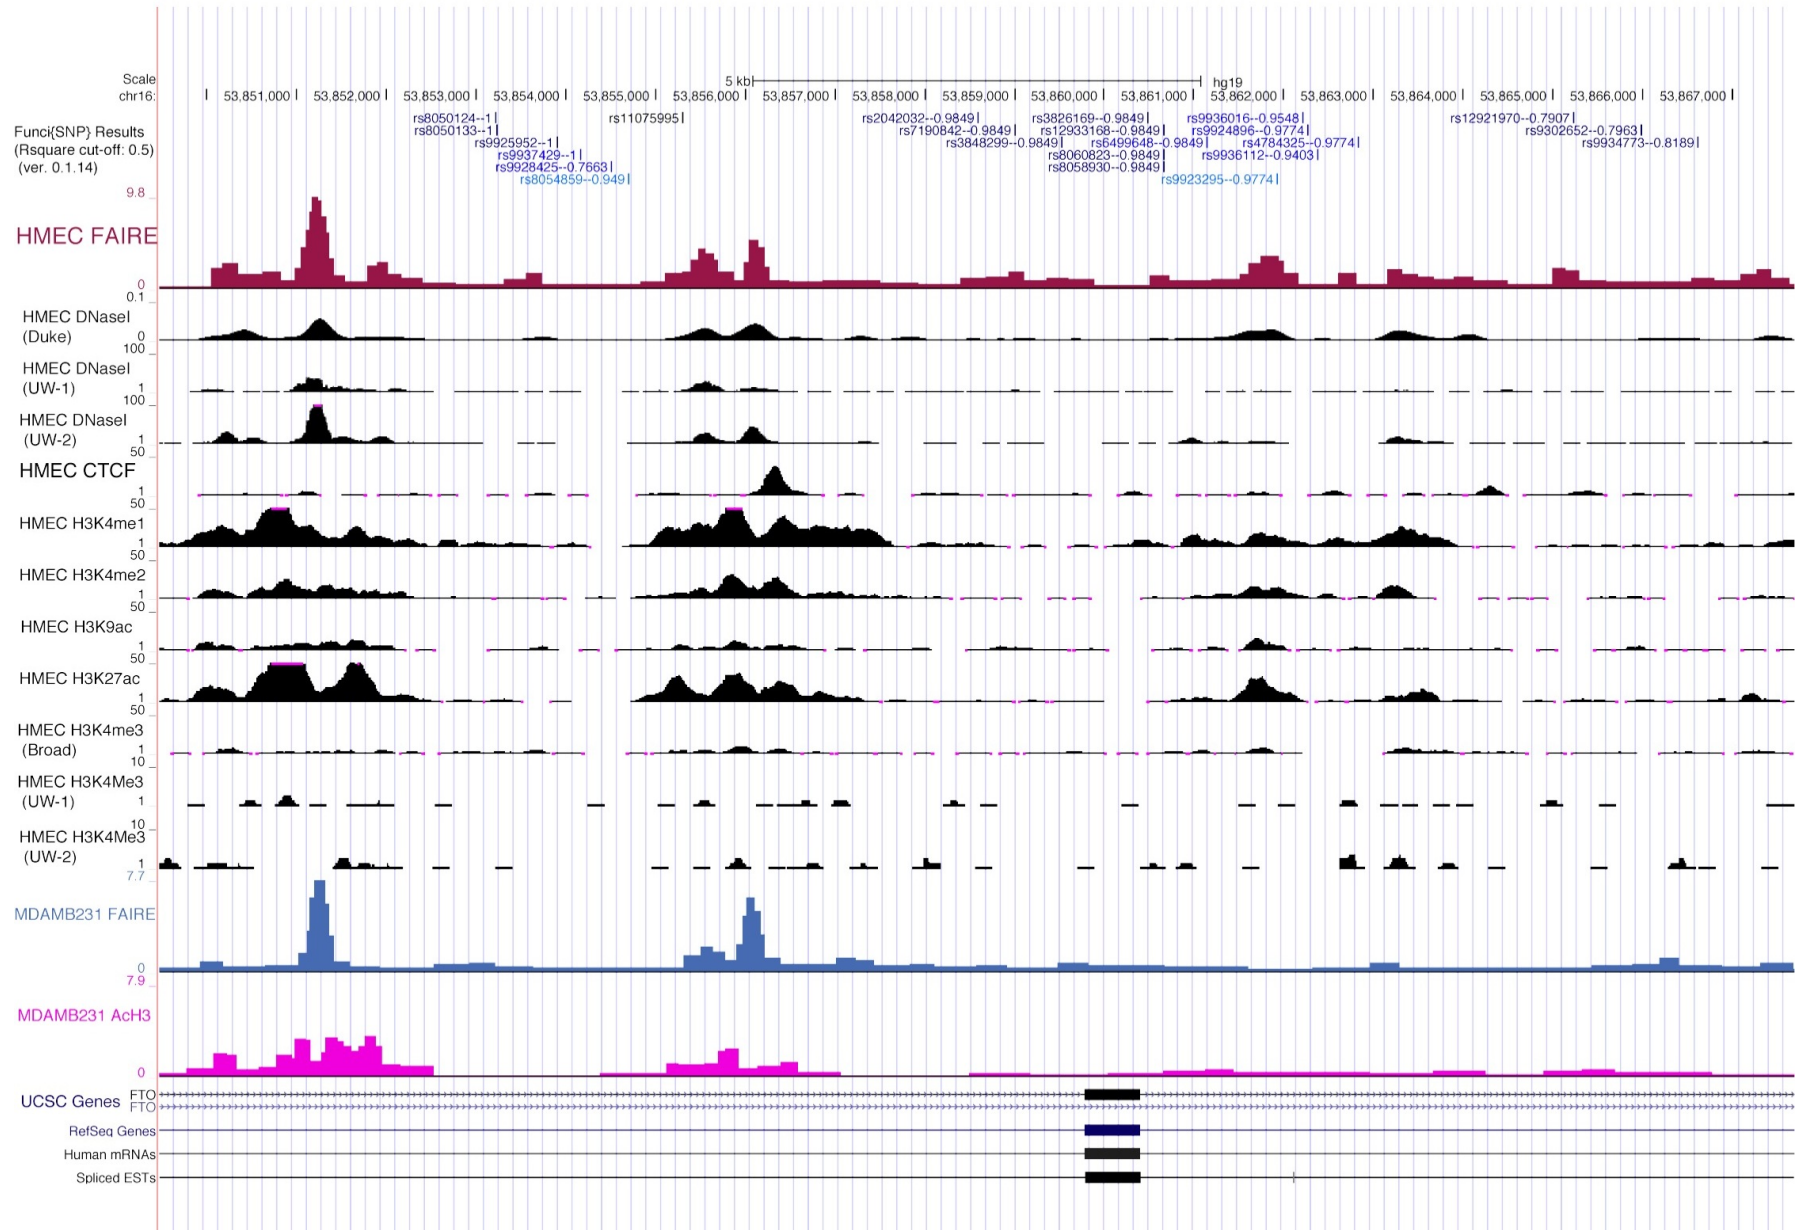 Scale 5 kb hg19
chr16: 53,851,000 53,852,000 53,853,000 53,854,000 53,855,000 53,856,000 53,857,000 53,858,000 53,859,000 53,860,000 53,861,000 53,862,000 53,863,000 53,864,000 53,865,000 53,866,000 53,867,000
Funci{SNP} Results
(Rsquare cut-off: 0.5)
(ver. 0.1.14)
rs8050124--1 rs11075995 rs2042032--0.9849 rs3826169--0.9849 rs9936016--0.9548 rs12921970--0.7907
rs8050133--1 rs7190842--0.9849 rs12933168--0.9849 rs9924896--0.9774 rs9302652--0.7963
rs9925952--1 rs3848299--0.9849 rs6499648--0.9849 rs4784325--0.9774 rs9934773--0.8189
rs9937429--1 rs8060823--0.9849 rs9936112--0.9403
rs9928425--0.7663 rs8058930--0.9849
rs8054859--0.949 rs9923295--0.9774
9.8
HMEC FAIRE
0
0.1
HMEC DNaseI
(Duke)
0
100
HMEC DNaseI
(UW-1)
1
100
HMEC DNaseI
(UW-2)
1
50
HMEC CTCF
1
50
HMEC H3K4me1
1
50
HMEC H3K4me2
1
50
HMEC H3K9ac
1
50
HMEC H3K27ac
1
50
HMEC H3K4me3
(Broad)
1
10
HMEC H3K4Me3
(UW-1)
1
10
HMEC H3K4Me3
(UW-2)
1
7.7
MDAMB231 FAIRE
0
7.9
MDAMB231 AcH3
0
UCSC Genes
FTO
FTO
RefSeq Genes
Human mRNAs
Spliced ESTs